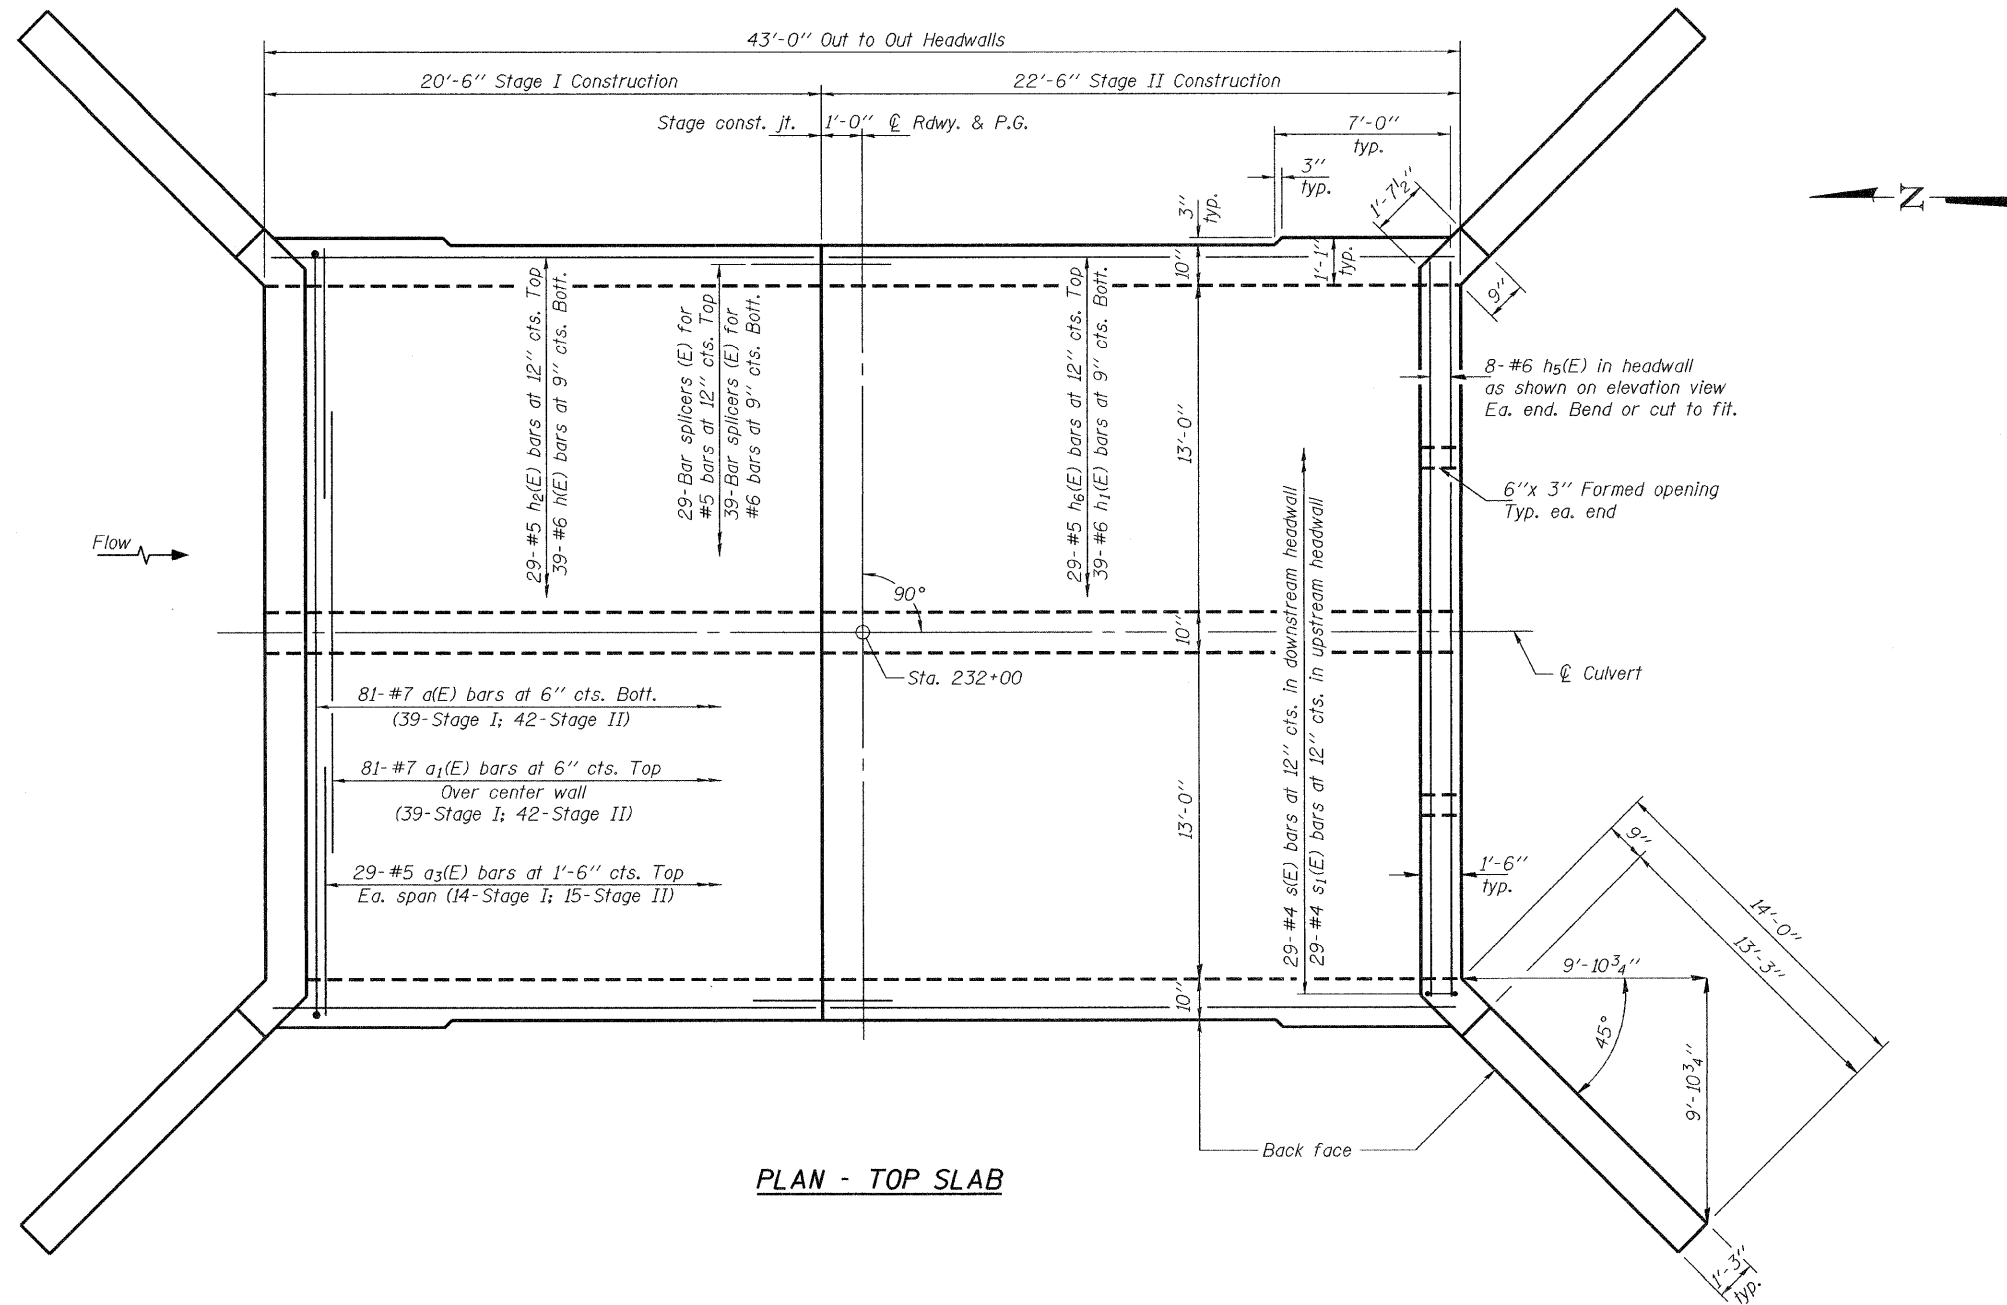 43'-0" Out to Out Headwalls
20'-6" Stage I Construction
22'-6" Stage II Construction
Stage const. jt.
1'-0"
℄ Rdwy. & P.G.
7'-0"
typ.
3"
typ.
3"
typ.
1'-7½"
N
10"
1'-1"
typ.
9"
29-#5 h2(E) bars at 12" cts. Top
39-#6 h(E) bars at 9" cts. Bott.
29-Bar splicers (E) for
#5 bars at 12" cts. Top
39-Bar splicers (E) for
#6 bars at 9" cts. Bott.
29-#5 h6(E) bars at 12" cts. Top
39-#6 h1(E) bars at 9" cts. Bott.
13'-0"
8-#6 h5(E) in headwall
as shown on elevation view
Ea. end. Bend or cut to fit.
6"x 3" Formed opening
Typ. ea. end
Flow
90°
10"
Sta. 232+00
℄ Culvert
29-#4 s(E) bars at 12" cts. in downstream headwall
29-#4 s1(E) bars at 12" cts. in upstream headwall
81-#7 a(E) bars at 6" cts. Bott.
(39-Stage I; 42-Stage II)
81-#7 a1(E) bars at 6" cts. Top
Over center wall
(39-Stage I; 42-Stage II)
29-#5 a3(E) bars at 1'-6" cts. Top
Ea. span (14-Stage I; 15-Stage II)
13'-0"
1'-6"
typ.
9"
14'-0"
13'-3"
9'-10¾"
10"
45°
9'-10¾"
Back face
1'-3"
typ.
PLAN - TOP SLAB